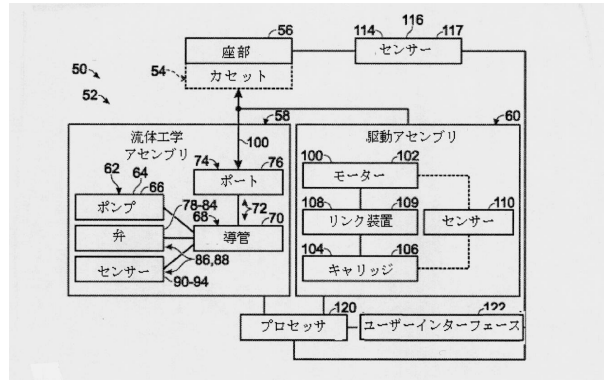 56
114
116
117
座部
センサー
50
54
カセット
52
58
60
流体工学
アセンブリ
100
駆動アセンブリ
74
76
100
102
62
64
66
ポート
モーター
ポンプ
78-84
72
108
109
110
68
70
弁
導管
リンク装置
センサー
104
106
86,88
センサー
キャリッジ
90-94
120
122
プロセッサ
ユーザーインターフェース